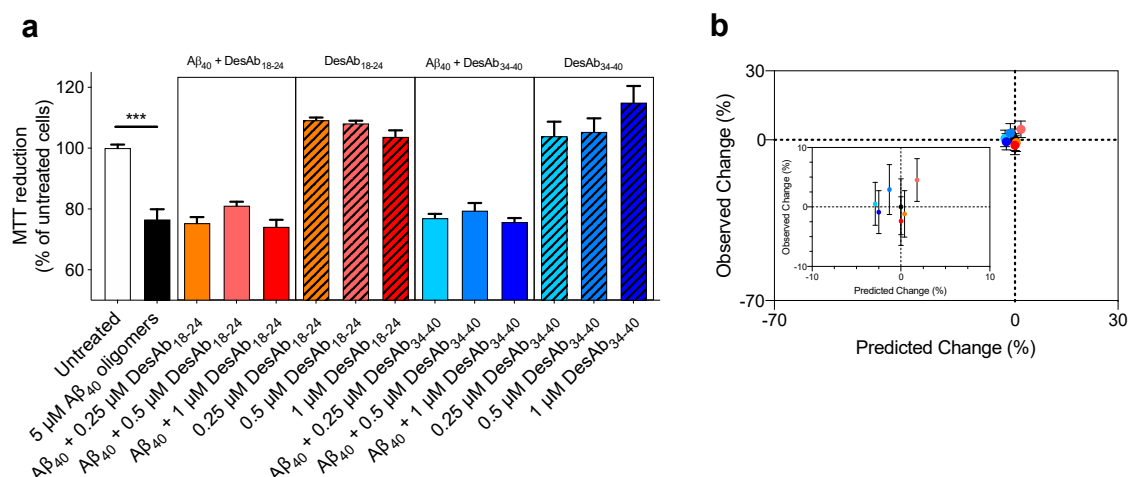 a
Aβ40 + DesAb18-24
DesAb18-24
Aβ40 + DesAb34-40
DesAb34-40
MTT reduction
(% of untreated cells)
120
100
80
60
***
Untreated
5 µM Aβ40 oligomers
Aβ40 + 0.25 µM DesAb18-24
Aβ40 + 0.5 µM DesAb18-24
Aβ40 + 1 µM DesAb18-24
0.25 µM DesAb18-24
0.5 µM DesAb18-24
1 µM DesAb18-24
Aβ40 + 0.25 µM DesAb34-40
Aβ40 + 0.5 µM DesAb34-40
Aβ40 + 1 µM DesAb34-40
0.25 µM DesAb34-40
0.5 µM DesAb34-40
1 µM DesAb34-40
b
Observed Change (%)
30
0
-70
-70
0
30
Predicted Change (%)
Observed Change (%)
10
0
-10
-10
0
10
Predicted Change (%)